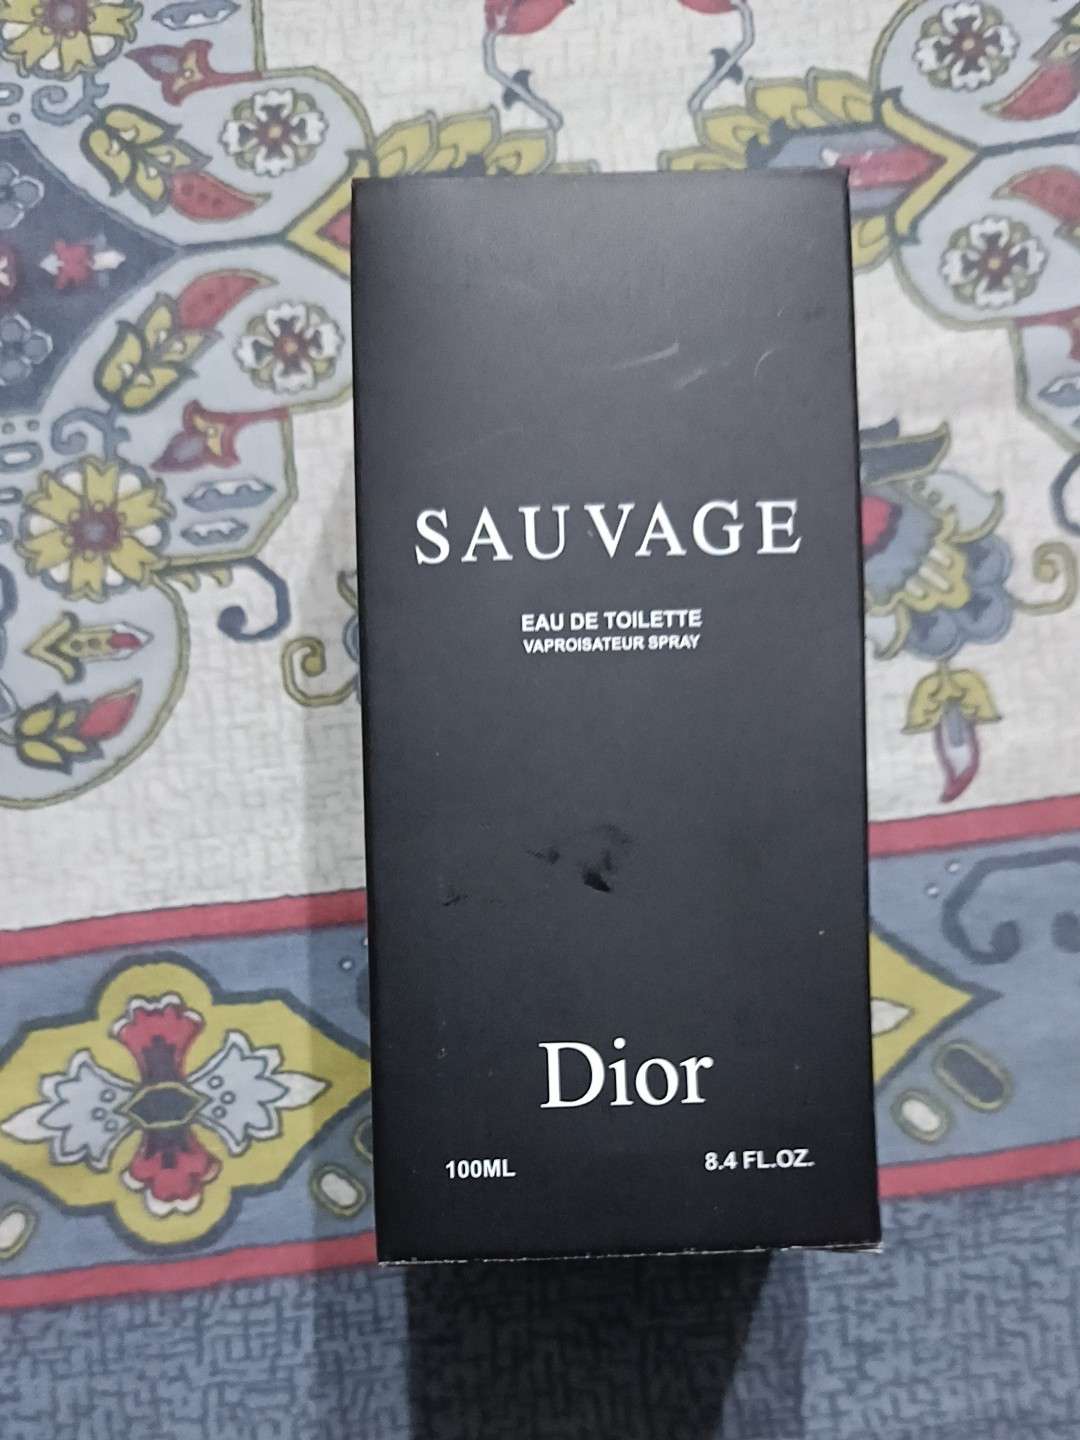 SAUVAGE
EAU DE TOILETTE
VAPROISATEUR SPRAY
Dior
100ML
8.4 FL.OZ.